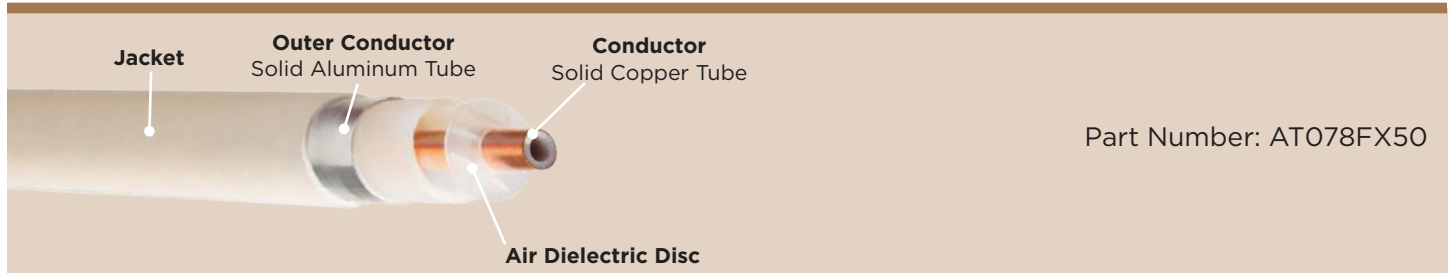 Jacket
Outer Conductor
Solid Aluminum Tube
Conductor
Solid Copper Tube
Part Number: AT078FX50
Air Dielectric Disc